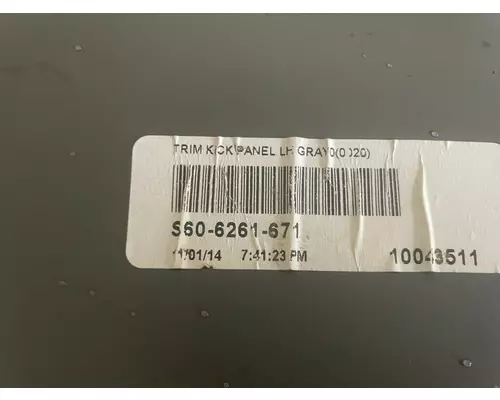 TRIM KICK PANEL LH GRAY0(0020)
S60-6261-671
11/01/14 7:41:23 PM 10043511